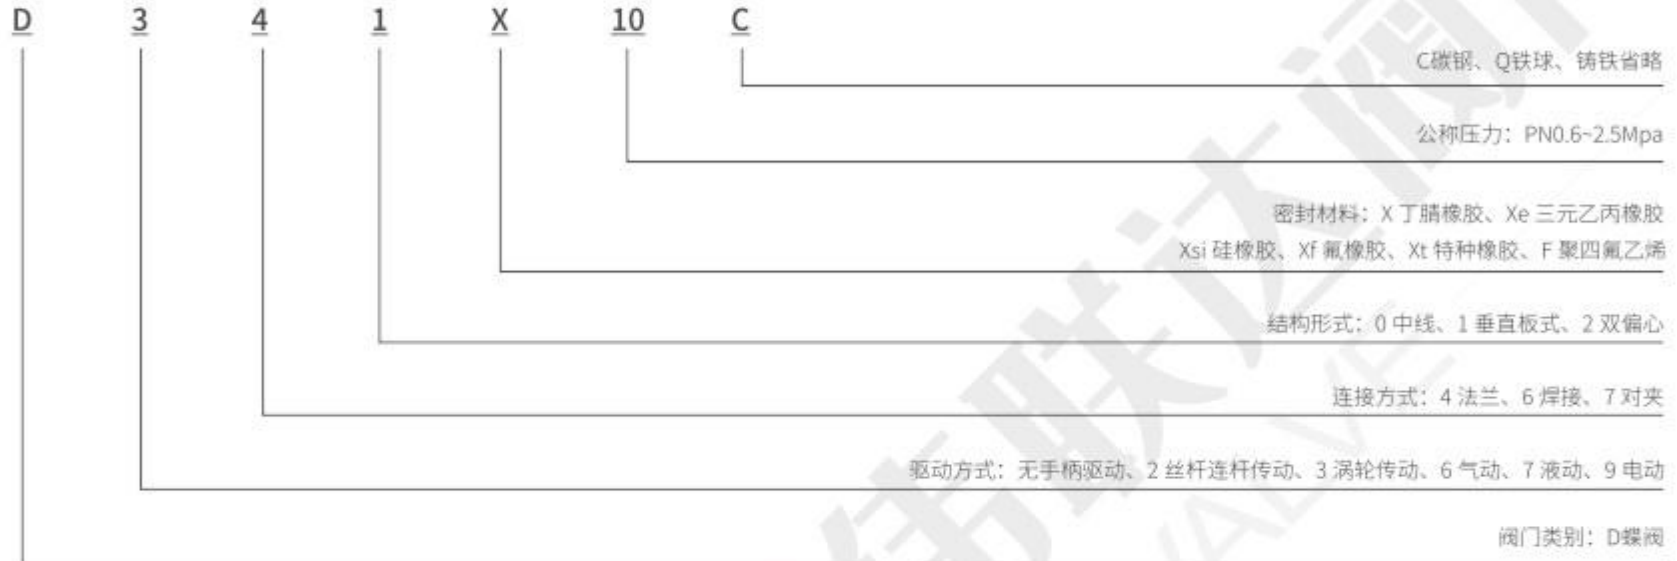 D 3 4 1 X 10 C
C碳钢、Q铁球、铸铁省略
公称压力：PN0.6~2.5Mpa
密封材料：X 丁腈橡胶、Xe 三元乙丙橡胶
Xsi 硅橡胶、Xf 氟橡胶、Xt 特种橡胶、F 聚四氟乙烯
结构形式：0 中线、1 垂直板式、2 双偏心
连接方式：4 法兰、6 焊接、7 对夹
驱动方式：无手柄驱动、2 丝杆连杆传动、3 涡轮传动、6 气动、7 液动、9 电动
阀门类别：D蝶阀
伟联达阀
VALVE